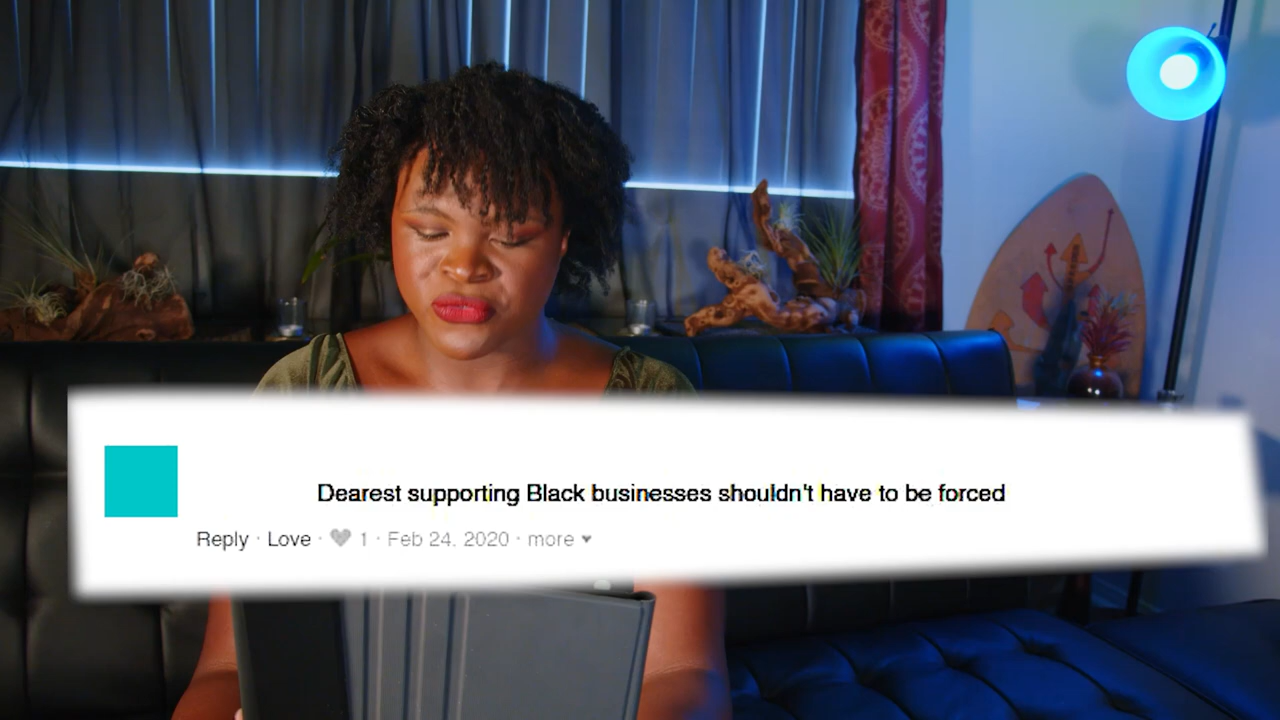 Dearest supporting Black businesses shouldn't have to be forced
Reply · Love · 1 · Feb 24. 2020 · more